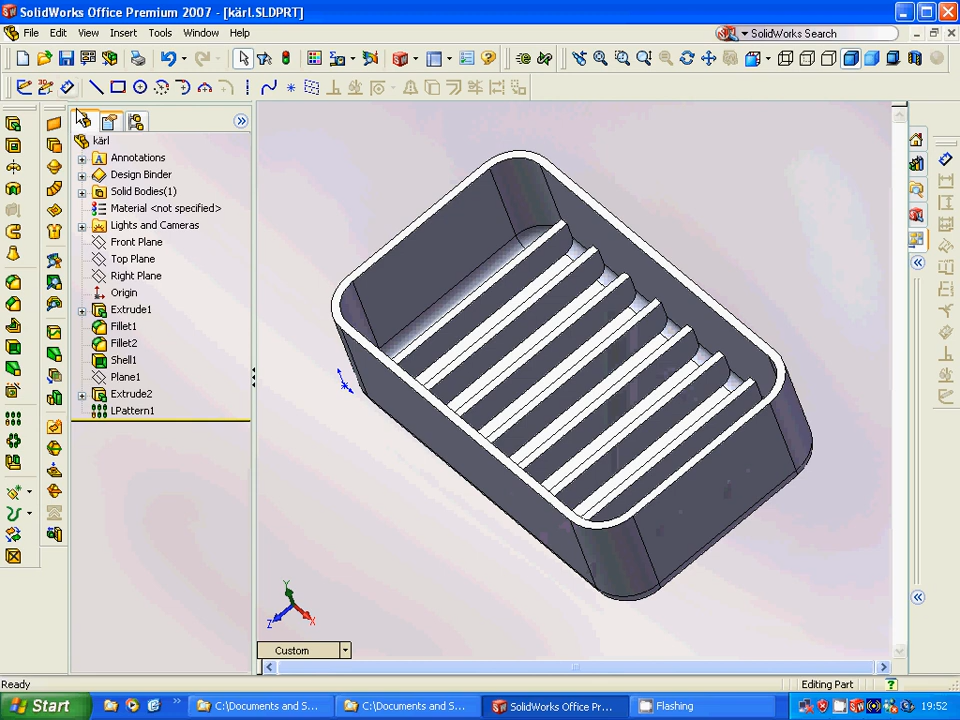 SolidWorks Office Premium 2007 - [kärl.SLDPRT]
File Edit View Insert Tools Window Help
SolidWorks Search
kärl
Annotations
Design Binder
Solid Bodies(1)
Material <not specified>
Lights and Cameras
Front Plane
Top Plane
Right Plane
Origin
Extrude1
Fillet1
Fillet2
Shell1
Plane1
Extrude2
LPattern1
Y
Z
X
Custom
Ready
Editing Part
Start
C:\Documents and S...
C:\Documents and S...
SolidWorks Office Pr...
Flashing
19:52